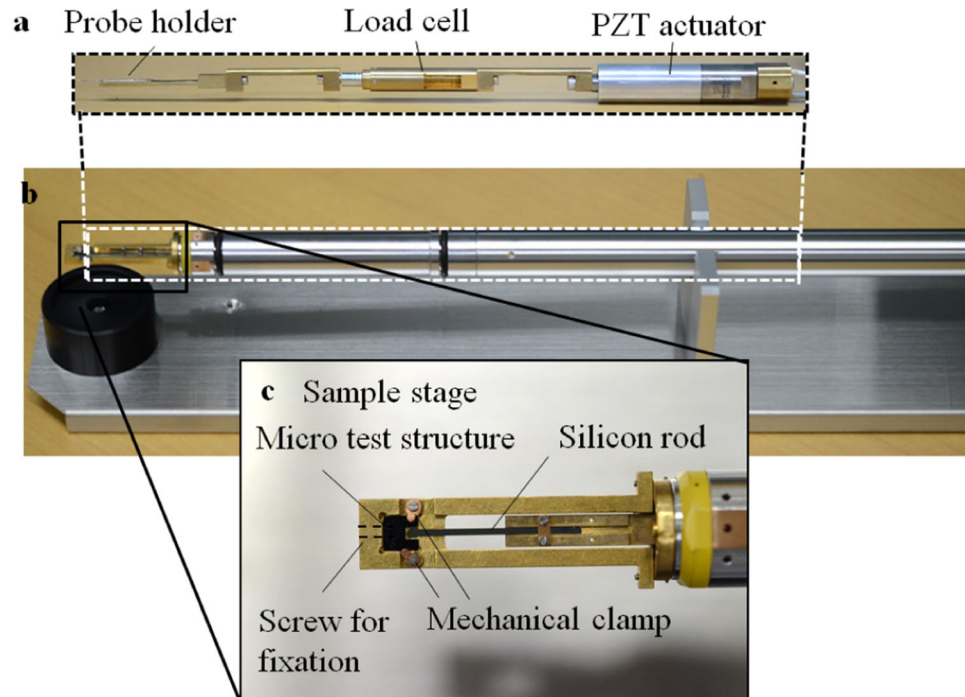 a Probe holder Load cell PZT actuator
b
c Sample stage
Micro test structure Silicon rod
Screw for
fixation
Mechanical clamp